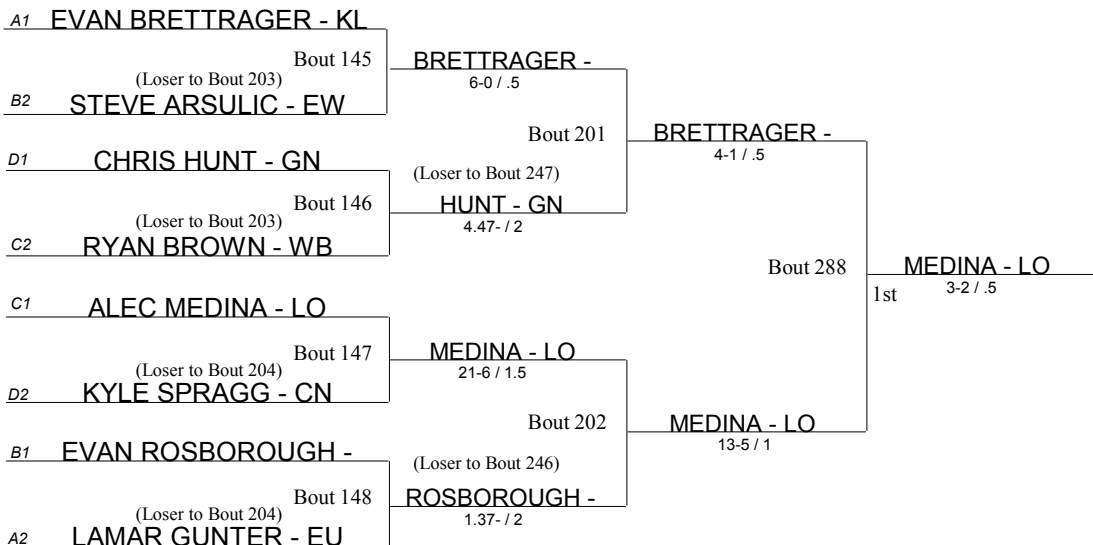 A1 EVAN BRETTRAGER - KL
Bout 145
(Loser to Bout 203)
B2 STEVE ARSULIC - EW
BRETTRAGER -
6-0 / .5
D1 CHRIS HUNT - GN
Bout 146
(Loser to Bout 203)
C2 RYAN BROWN - WB
Bout 201
(Loser to Bout 247)
HUNT - GN
4.47- / 2
BRETTRAGER -
4-1 / .5
C1 ALEC MEDINA - LO
Bout 147
(Loser to Bout 204)
D2 KYLE SPRAGG - CN
MEDINA - LO
21-6 / 1.5
B1 EVAN ROSBOROUGH -
Bout 148
(Loser to Bout 204)
A2 LAMAR GUNTER - EU
Bout 202
(Loser to Bout 246)
ROSBOROUGH -
1.37- / 2
MEDINA - LO
13-5 / 1
Bout 288
1st
MEDINA - LO
3-2 / .5